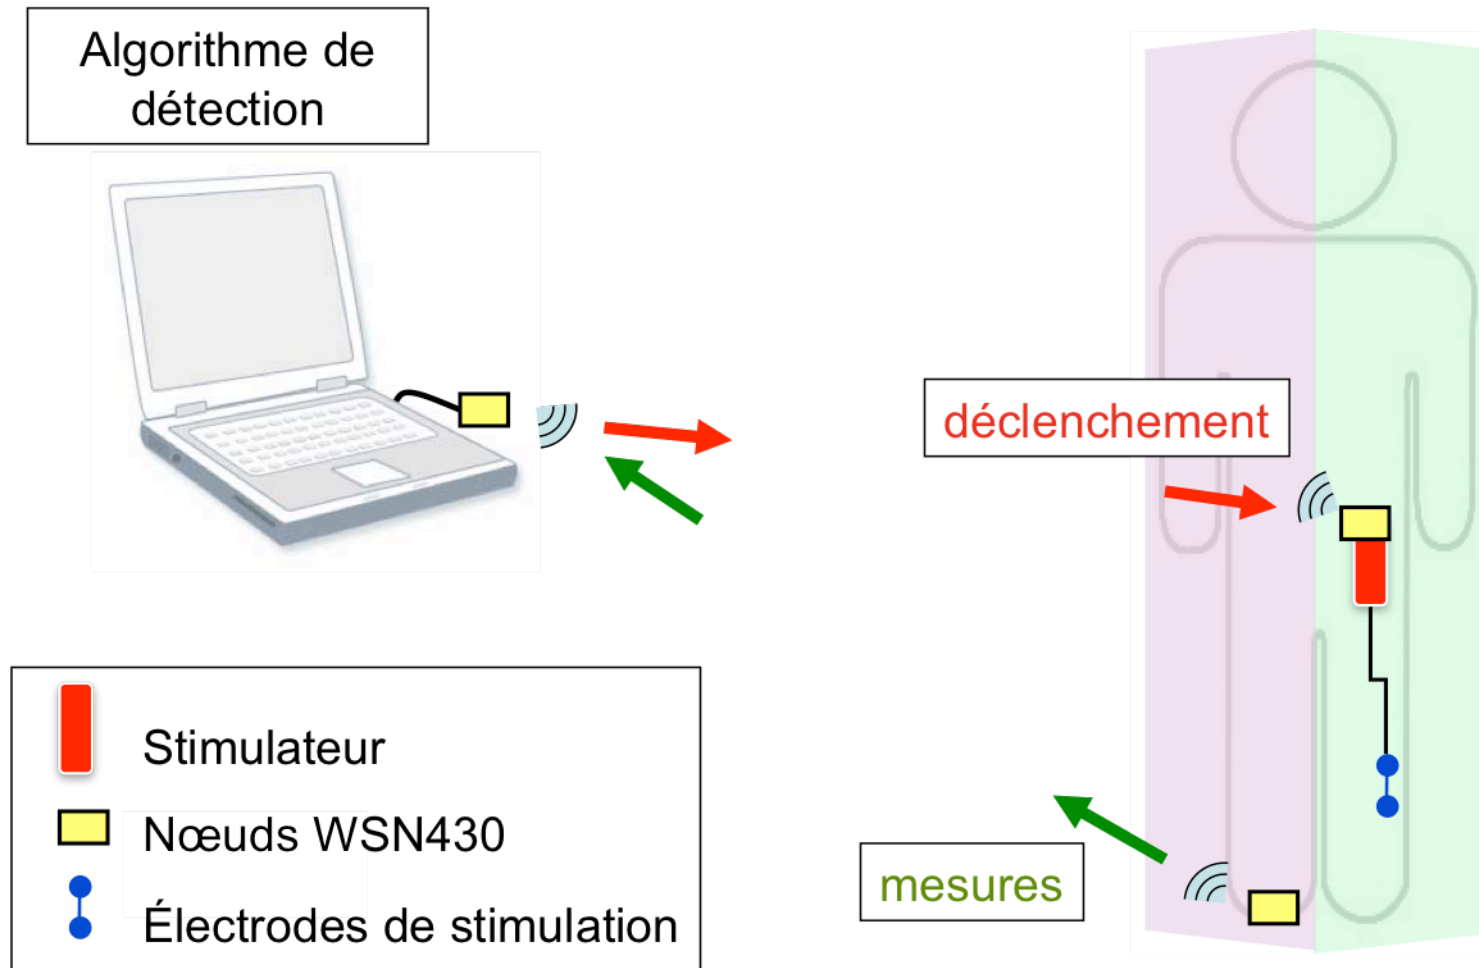 Algorithme de
détection
déclenchement
mesures
Stimulateur
Nœuds WSN430
Électrodes de stimulation